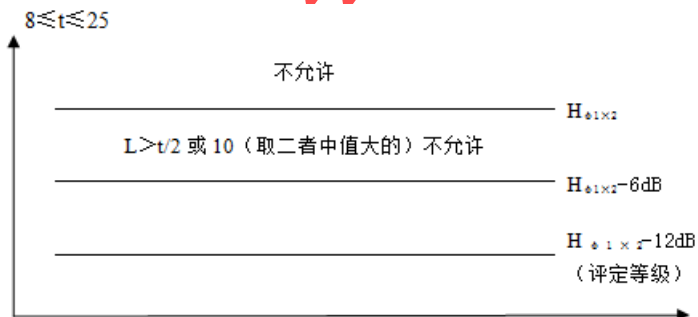 8≤t≤25
不允许
Hφ1×2
L>t/2 或 10（取二者中值大的）不允许
Hφ1×2-6dB
Hφ1×2-12dB
（评定等级）